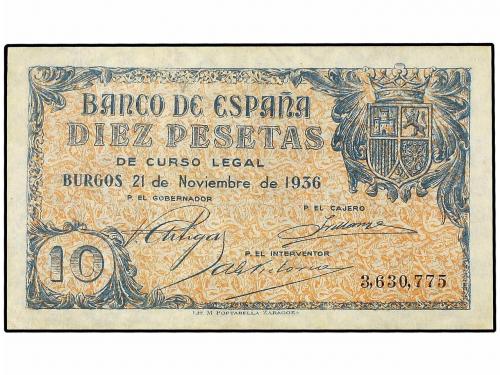 BANCO DE ESPAÑA
DIEZ PESETAS
DE CURSO LEGAL
BURGOS 21 de Noviembre de 1936
P. EL GOBERNADOR
P. EL CAJERO
P. EL INTERVENTOR
10
3,630,775
LIT. M PORTABELLA-ZARAGOZA